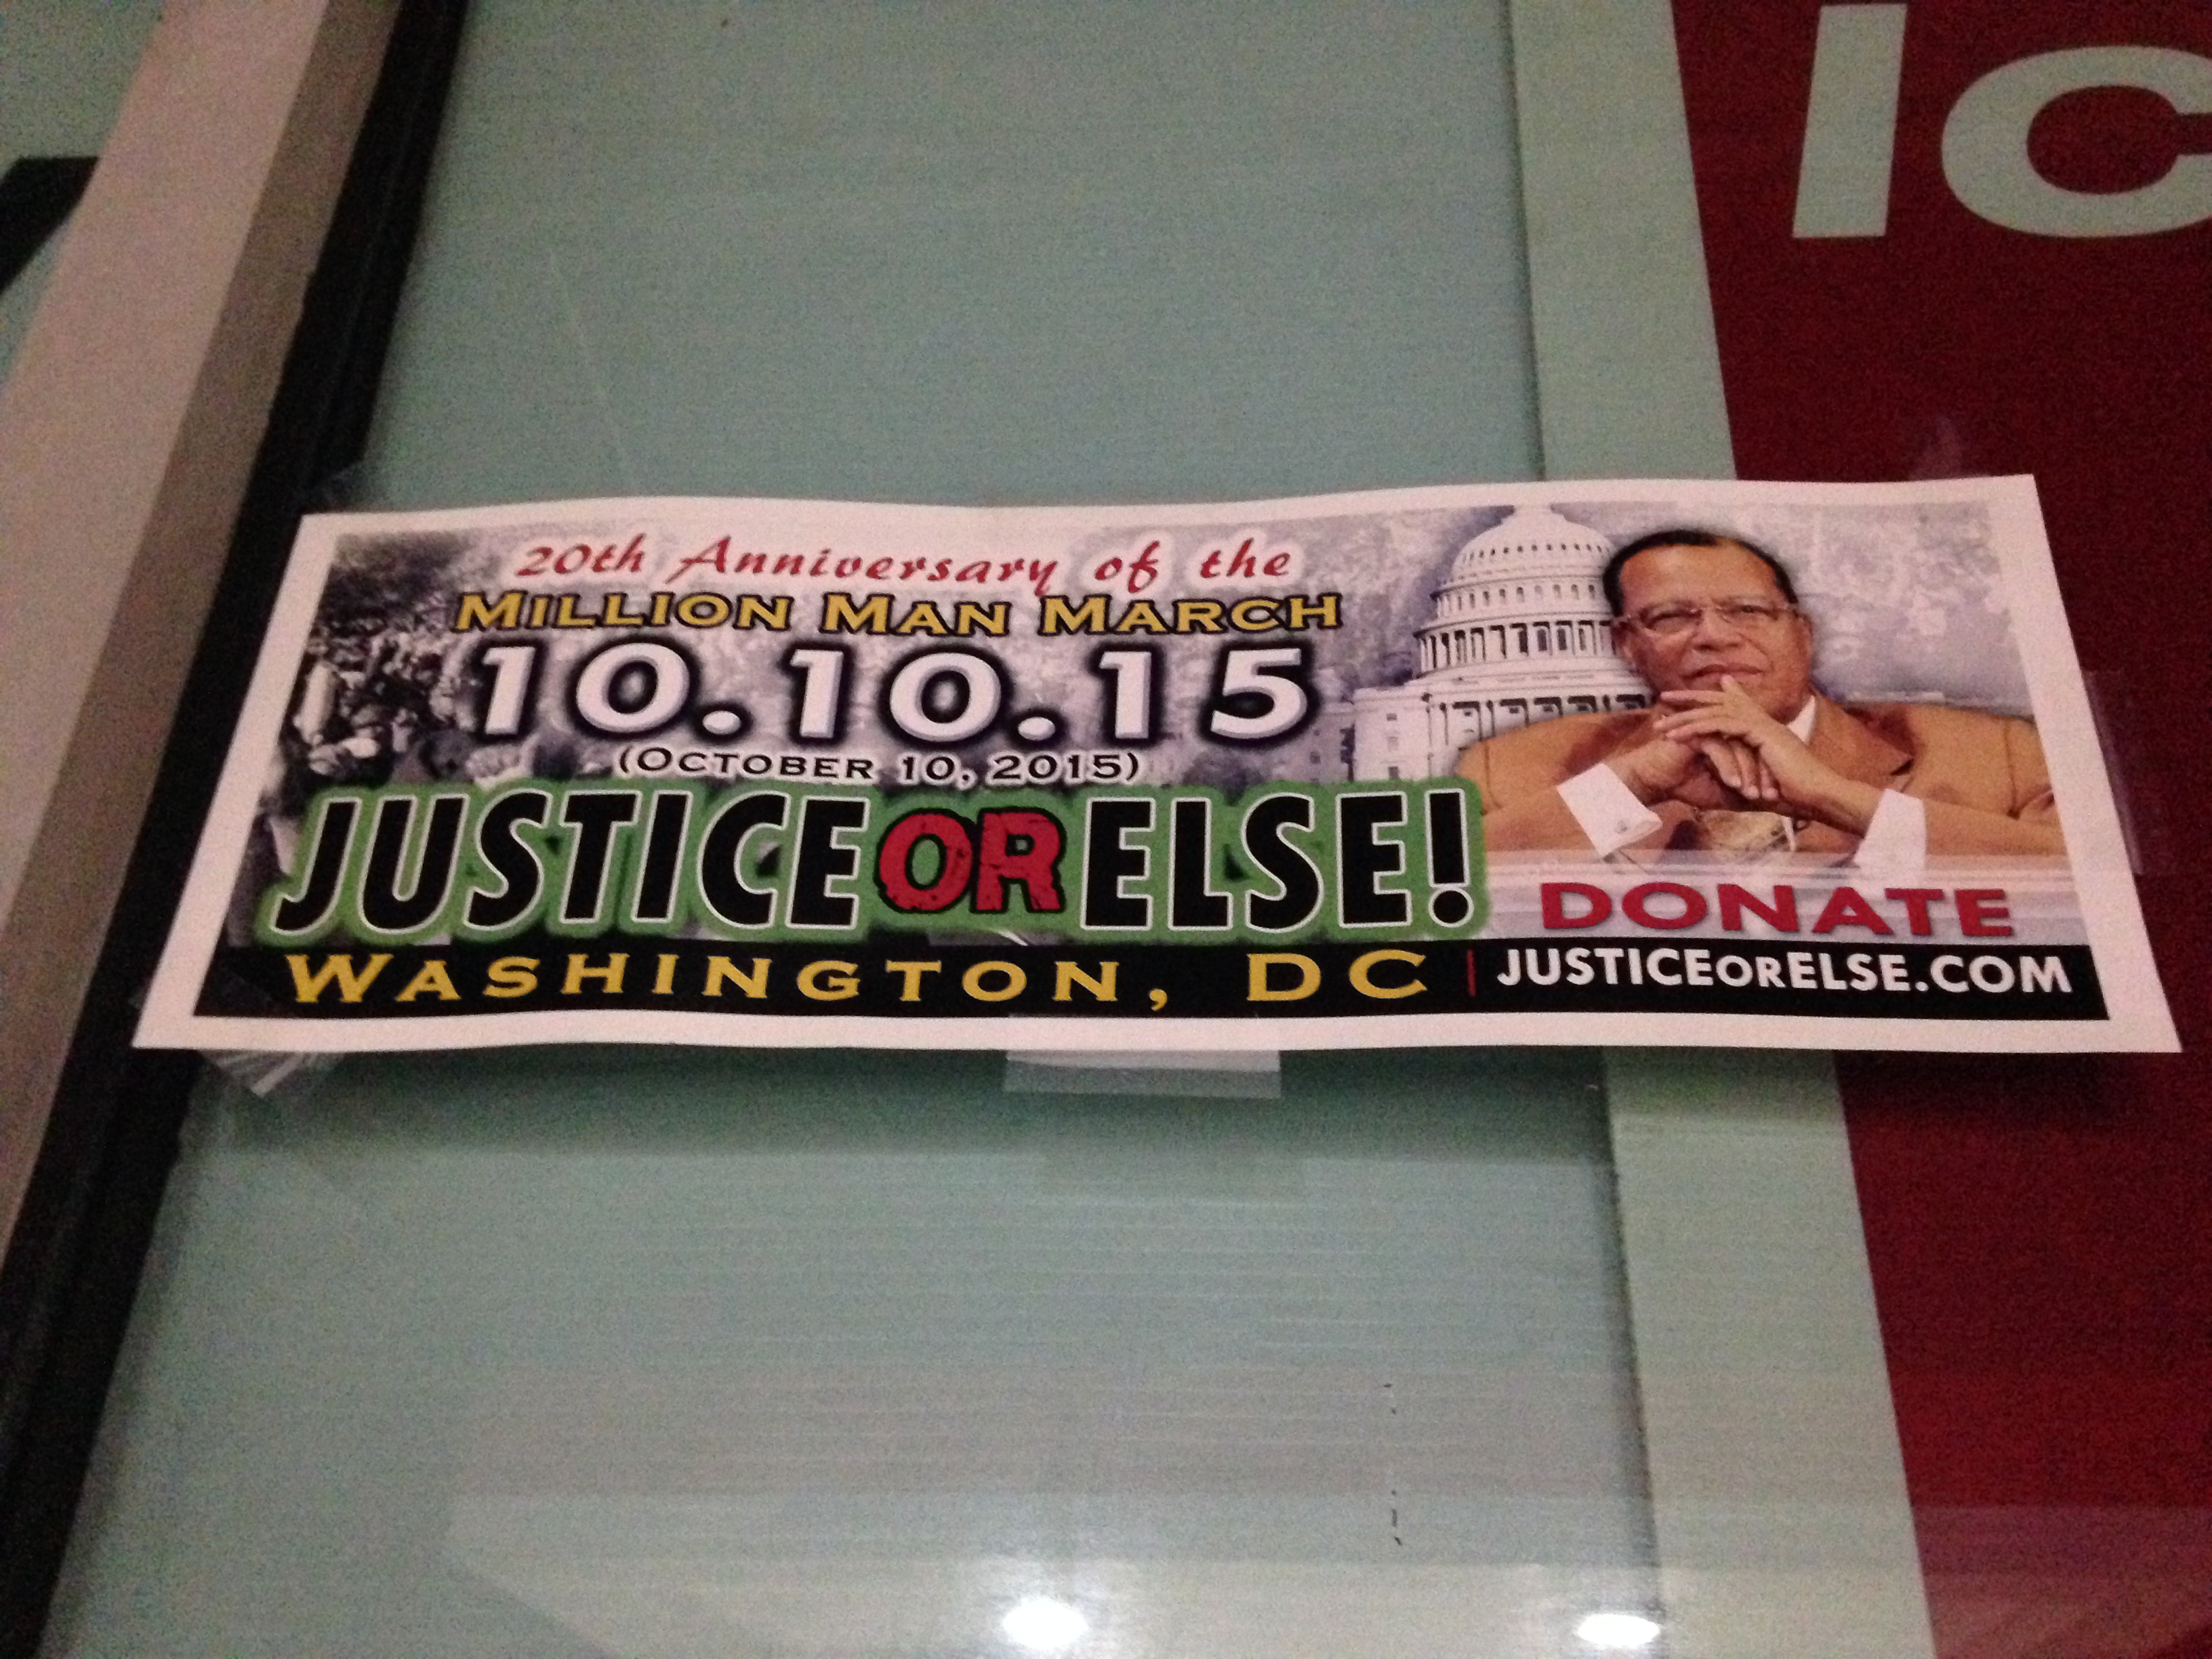 IC
20th Anniversary of the
MILLION MAN MARCH
10.10.15
(OCTOBER 10, 2015)
JUSTICE OR ELSE!
DONATE
WASHINGTON, DC | JUSTICEORELSE.COM